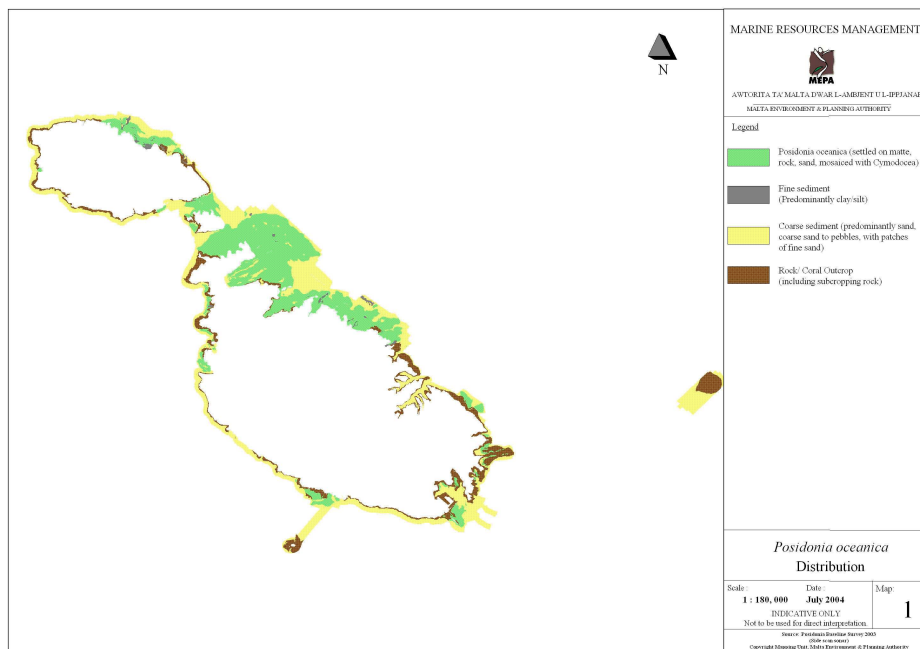 N
MARINE RESOURCES MANAGEMENT
MEPA
AWTORITA TA' MALTA DWAR L-AMBJENT U L-IPPJANAR
MALTA ENVIRONMENT & PLANNING AUTHORITY
Legend
Posidonia oceanica (settled on matte,
rock, sand, mosaiced with Cymodocea)
Fine sediment
(Predominantly clay/silt)
Coarse sediment (predominantly sand,
coarse sand to pebbles, with patches
of fine sand)
Rock/ Coral Outcrop
(including subcropping rock)
Posidonia oceanica
Distribution
Scale :
1 : 180, 000
Date :
July 2004
INDICATIVE ONLY
Not to be used for direct interpretation.
Map:
1
Source: Posidonia Baseline Survey 2003
(Side scan sonar)
Copyright Mapping Unit, Malta Environment & Planning Authority